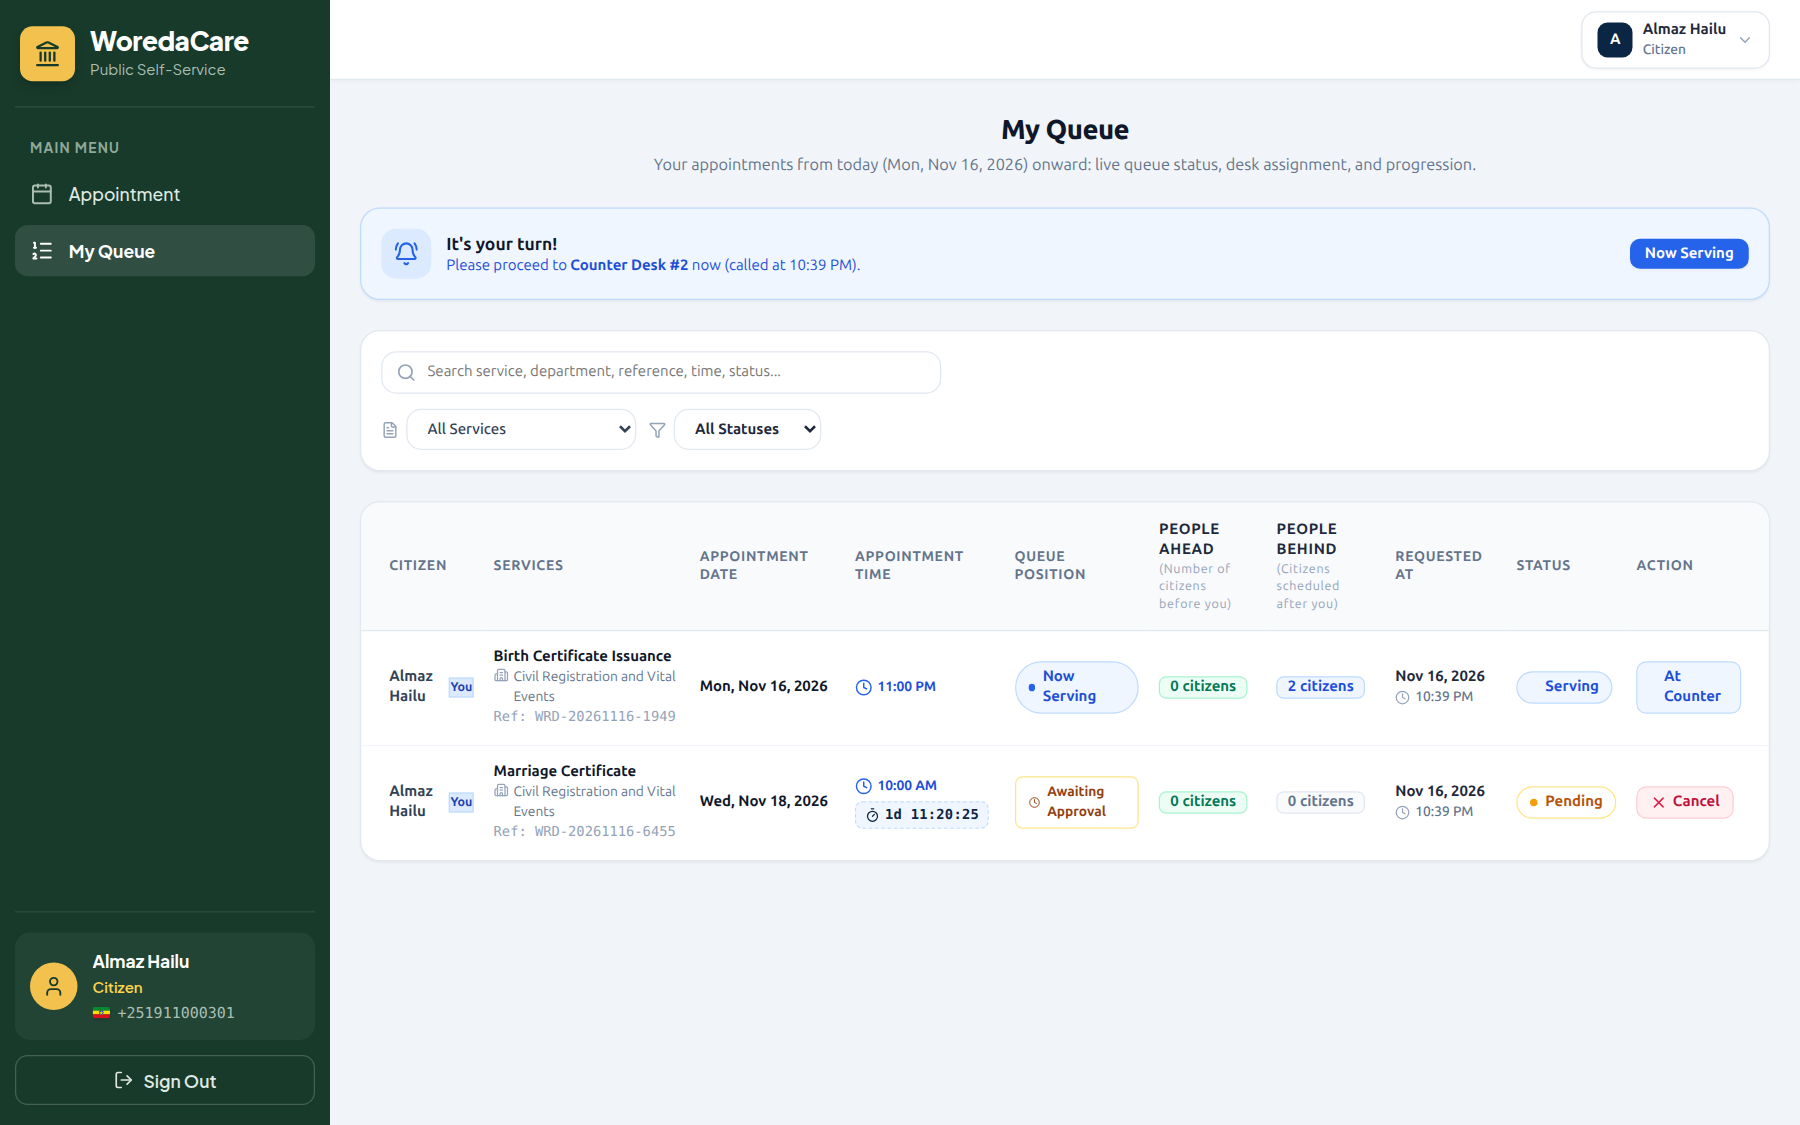 WoredaCare
Public Self-Service
MAIN MENU
Appointment
My Queue
Almaz Hailu
Citizen
+251911000301
Sign Out
A
Almaz Hailu
Citizen
My Queue
Your appointments from today (Mon, Nov 16, 2026) onward: live queue status, desk assignment, and progression.
It's your turn!
Please proceed to Counter Desk #2 now (called at 10:39 PM).
Now Serving
Search service, department, reference, time, status...
All Services
All Statuses
CITIZEN
SERVICES
APPOINTMENT
DATE
APPOINTMENT
TIME
QUEUE
POSITION
PEOPLE
AHEAD
(Number of
citizens
before you)
PEOPLE
BEHIND
(Citizens
scheduled
after you)
REQUESTED
AT
STATUS
ACTION
Almaz
Hailu
You
Birth Certificate Issuance
Civil Registration and Vital
Events
Ref: WRD-20261116-1949
Mon, Nov 16, 2026
11:00 PM
Now
Serving
0 citizens
2 citizens
Nov 16, 2026
10:39 PM
Serving
At
Counter
Almaz
Hailu
You
Marriage Certificate
Civil Registration and Vital
Events
Ref: WRD-20261116-6455
Wed, Nov 18, 2026
10:00 AM
1d 11:20:25
Awaiting
Approval
0 citizens
0 citizens
Nov 16, 2026
10:39 PM
Pending
Cancel